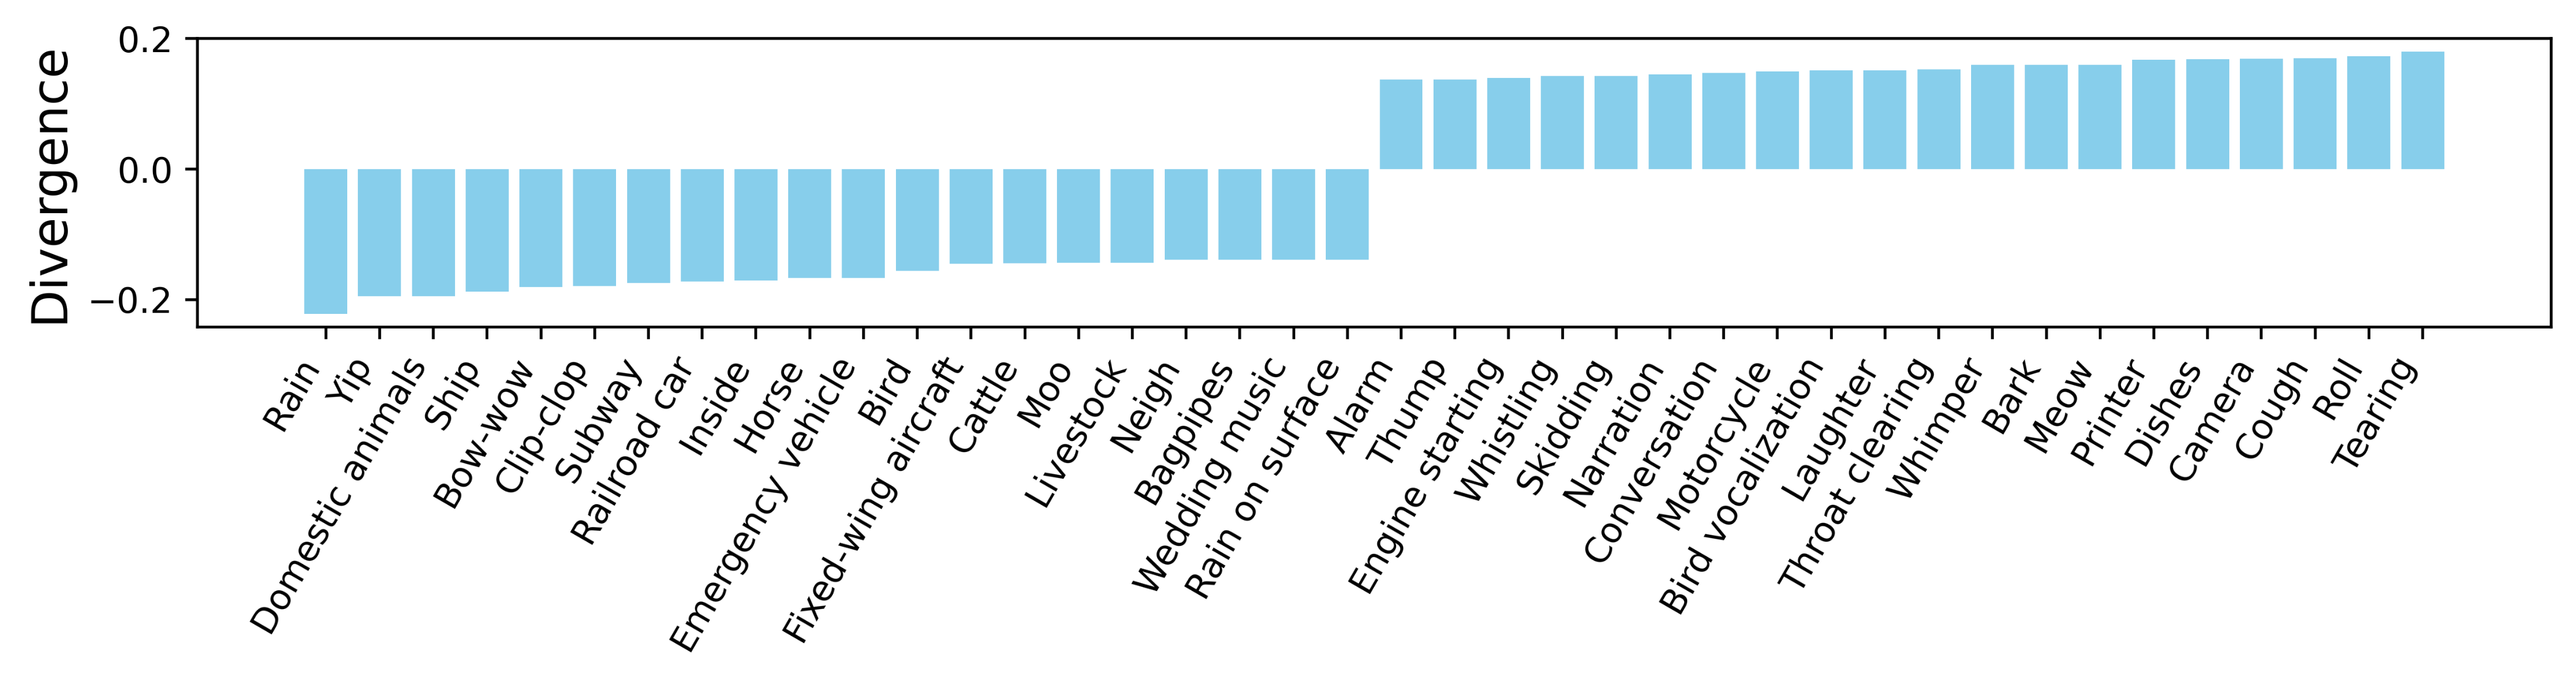 Divergence
0.2
0.0
−0.2
Rain
Yip
Domestic animals
Ship
Bow-wow
Clip-clop
Subway
Railroad car
Inside
Horse
Emergency vehicle
Bird
Fixed-wing aircraft
Cattle
Moo
Livestock
Neigh
Bagpipes
Wedding music
Rain on surface
Alarm
Thump
Engine starting
Whistling
Skidding
Narration
Conversation
Motorcycle
Bird vocalization
Laughter
Throat clearing
Whimper
Bark
Meow
Printer
Dishes
Camera
Cough
Roll
Tearing